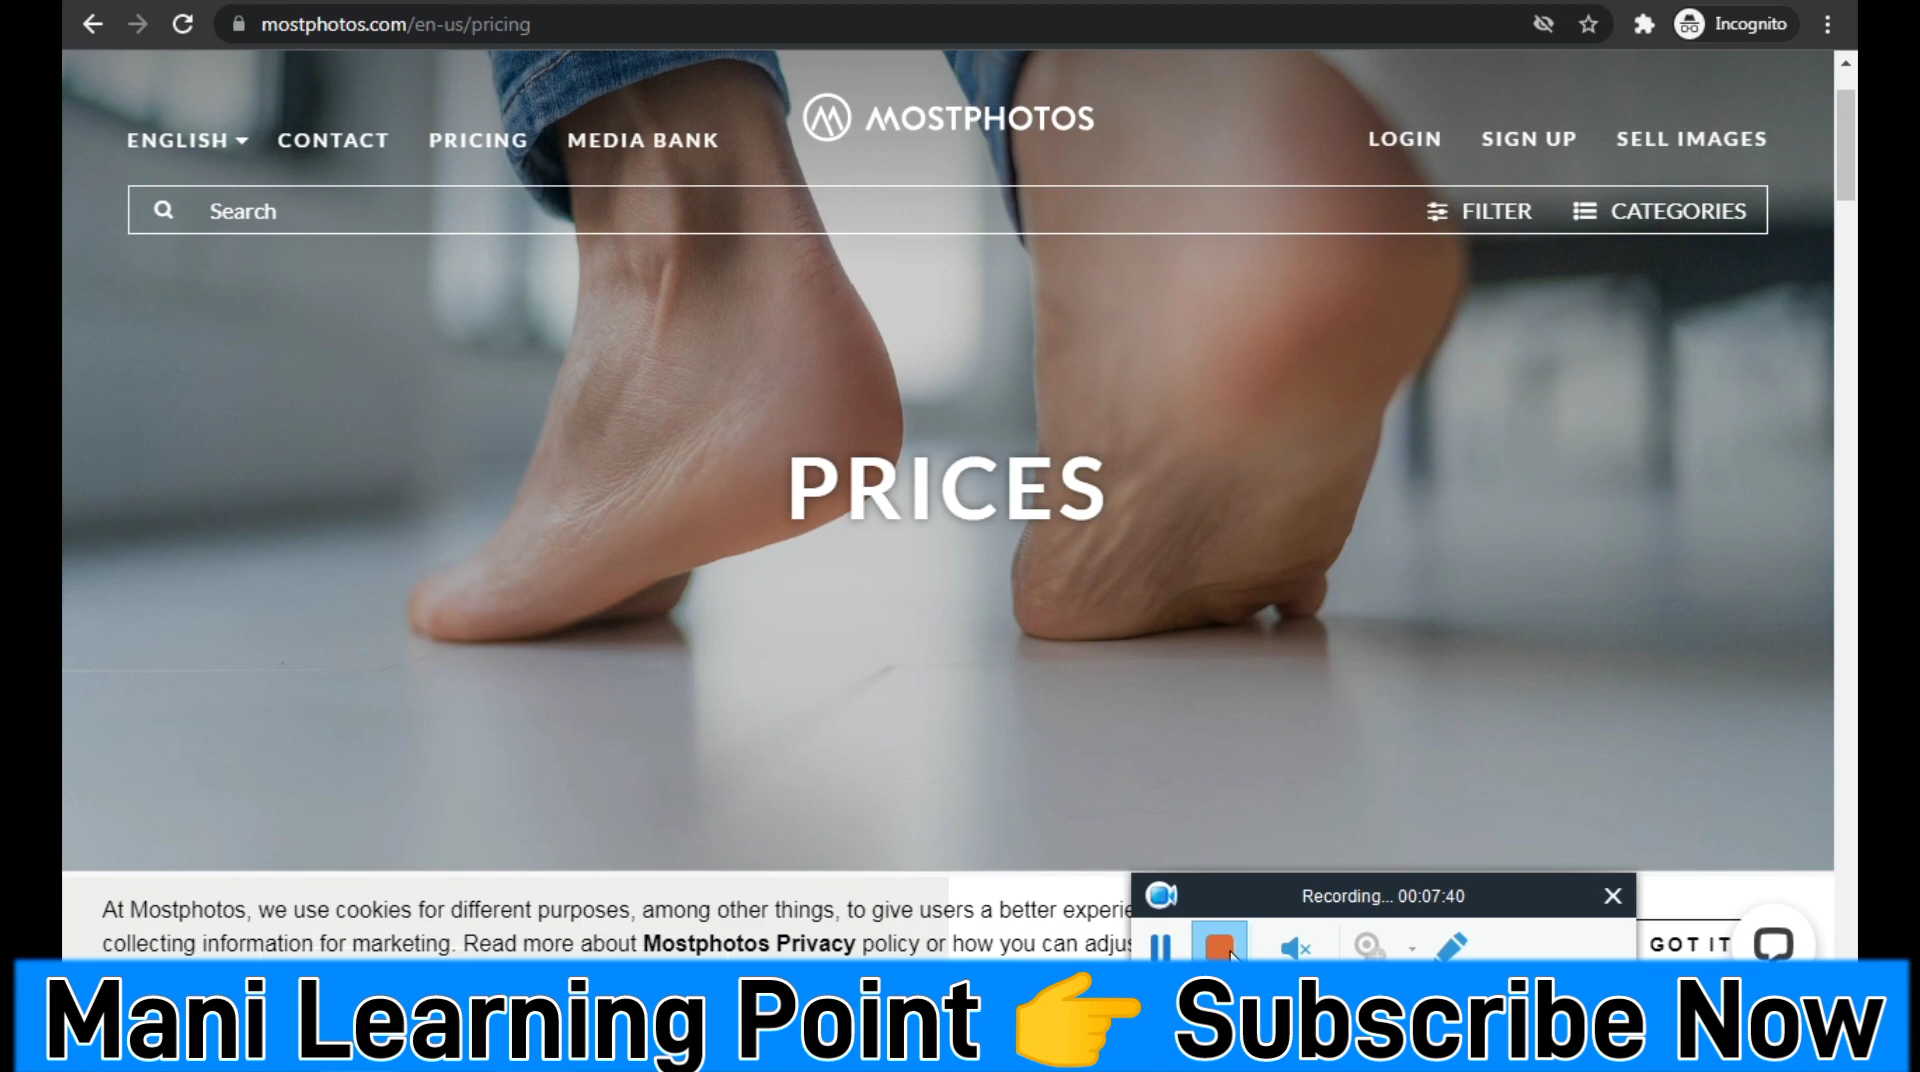 mostphotos.com/en-us/pricing
Incognito
ENGLISH CONTACT PRICING MEDIA BANK
MOSTPHOTOS
LOGIN SIGN UP SELL IMAGES
Search
FILTER CATEGORIES
PRICES
At Mostphotos, we use cookies for different purposes, among other things, to give users a better experie
collecting information for marketing. Read more about Mostphotos Privacy policy or how you can adjus
Recording... 00:07:40
GOT IT
Mani Learning Point 👉 Subscribe Now